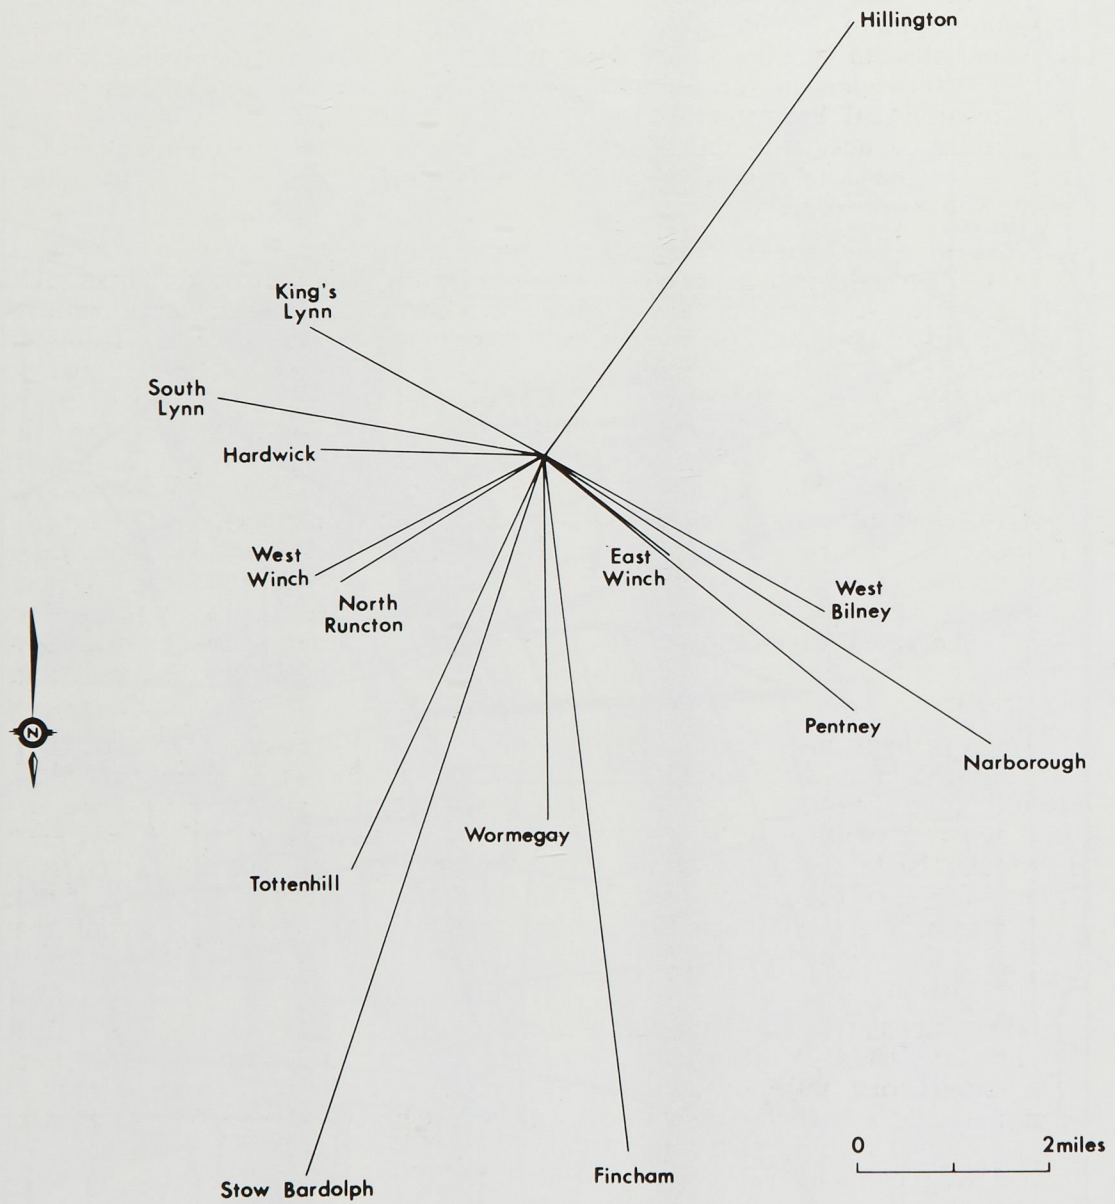 Hillington
King's
Lynn
South
Lynn
Hardwick
West
Winch
North
Runcton
East
Winch
West
Bilney
Pentney
Narborough
N
Wormegay
Tottenhill
Stow Bardolph
Fincham
0 2miles